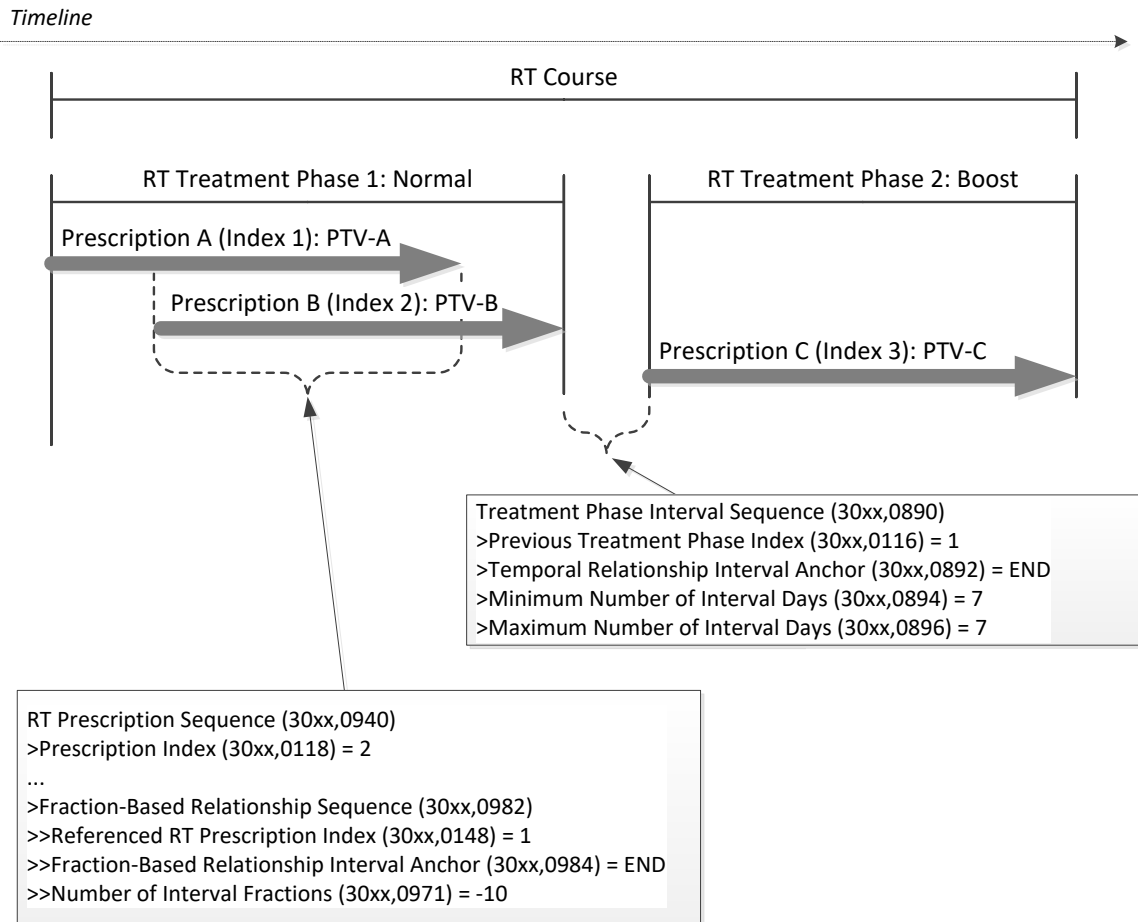 Timeline
RT Course
RT Treatment Phase 1: Normal
RT Treatment Phase 2: Boost
Prescription A (Index 1): PTV-A
Prescription B (Index 2): PTV-B
Prescription C (Index 3): PTV-C
Treatment Phase Interval Sequence (30xx,0890)
>Previous Treatment Phase Index (30xx,0116) = 1
>Temporal Relationship Interval Anchor (30xx,0892) = END
>Minimum Number of Interval Days (30xx,0894) = 7
>Maximum Number of Interval Days (30xx,0896) = 7
RT Prescription Sequence (30xx,0940)
>Prescription Index (30xx,0118) = 2
...
>Fraction-Based Relationship Sequence (30xx,0982)
>>Referenced RT Prescription Index (30xx,0148) = 1
>>Fraction-Based Relationship Interval Anchor (30xx,0984) = END
>>Number of Interval Fractions (30xx,0971) = -10